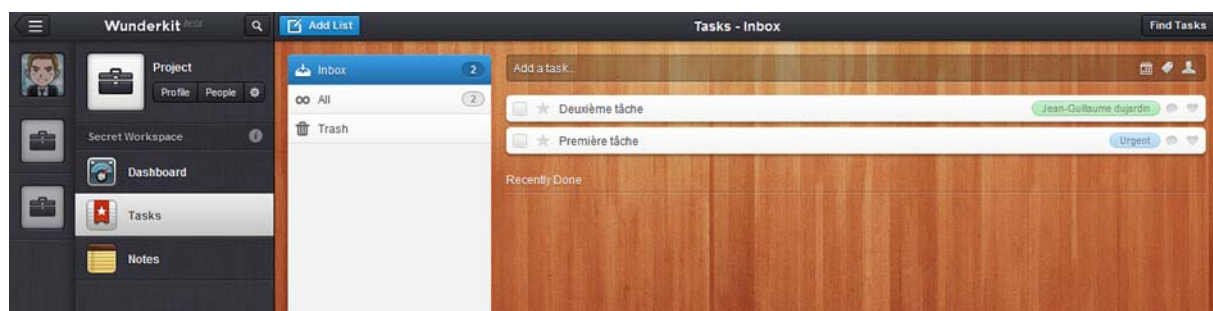 Wunderkit Beta
Add List
Tasks - Inbox
Find Tasks
Project
Profile People
Secret Workspace
Dashboard
Tasks
Notes
Inbox 2
All 2
Trash
Add a task...
Deuxième tâche Jean-Guillaume dujardin
Première tâche Urgent
Recently Done